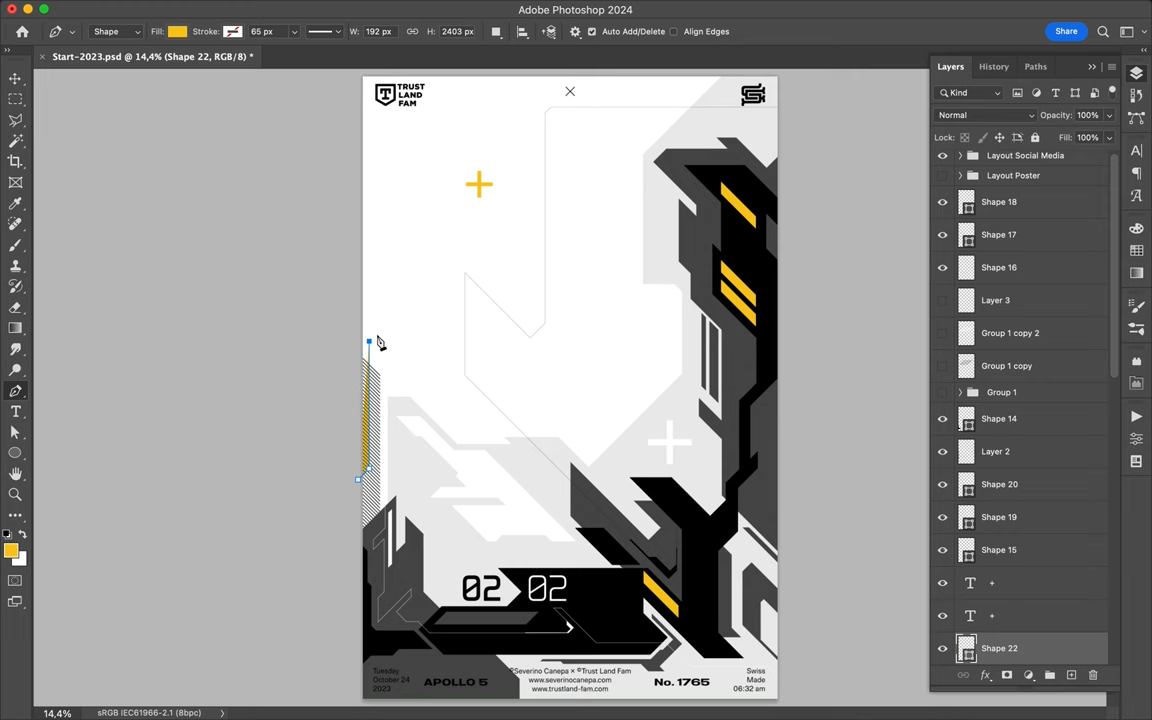 Adobe Photoshop 2024
Shape
Fill:
Stroke:
65 px
W: 192 px
H: 2403 px
Auto Add/Delete
Align Edges
Share
Start-2023.psd @ 14,4% (Shape 22, RGB/8) *
Layers
History
Paths
Kind
Normal
Opacity: 100%
Lock:
Fill: 100%
Layout Social Media
Layout Poster
Shape 18
Shape 17
Shape 16
Layer 3
Group 1 copy 2
Group 1 copy
Group 1
Shape 14
Layer 2
Shape 20
Shape 19
Shape 15
+
+
Shape 22
TRUST
LAND
FAM
02 02
Tuesday
October 24
2023
APOLLO 5
©Severino Canepa × ©Trust Land Fam
www.severinocanepa.com
www.trustland-fam.com
No. 1765
Swiss
Made
06:32 am
14,4%
sRGB IEC61966-2.1 (8bpc)